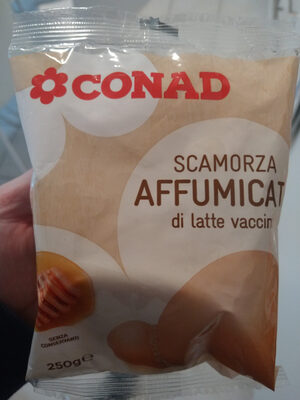 CONAD
SCAMORZA
AFFUMICAT
di latte vaccin
SENZA
CONSERVANTI
250g℮